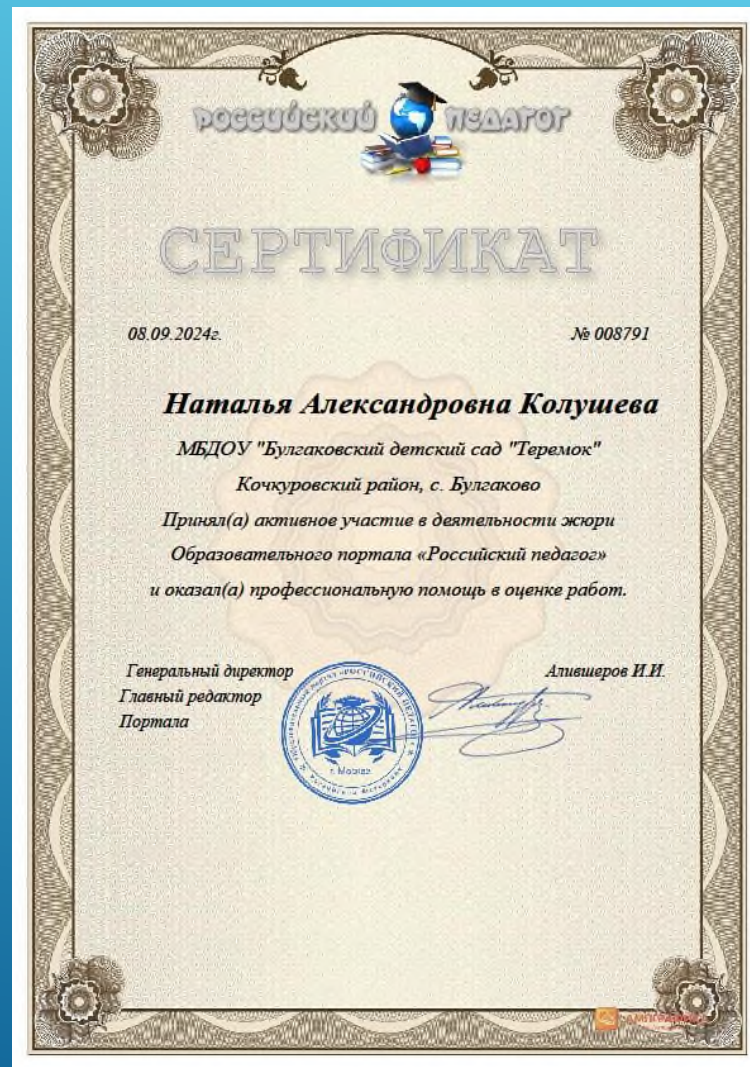 РОССИЙСКИЙ ПЕДАГОГ
СЕРТИФИКАТ
08.09.2024г.
№ 008791
Наталья Александровна Колушева
МБДОУ "Булгаковский детский сад "Теремок"
Кочкуровский район, с. Булгаково
Принял(а) активное участие в деятельности жюри
Образовательного портала «Российский педагог»
и оказал(а) профессиональную помощь в оценке работ.
Генеральный директор
Алившеров И.И.
Главный редактор
Портала
г. Москва